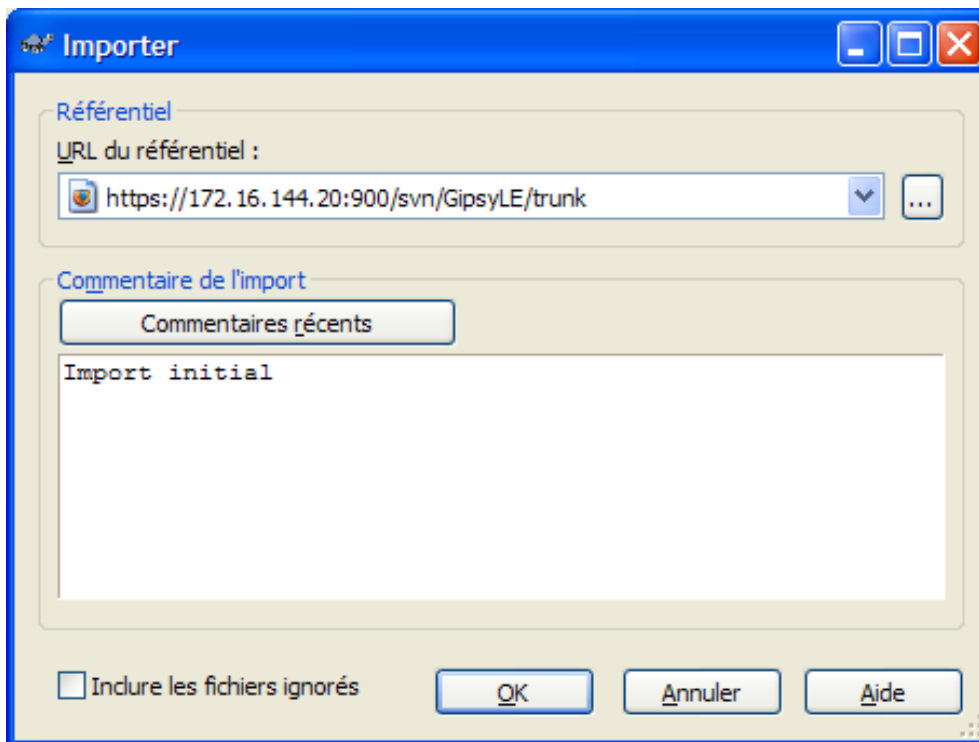 Importer
Référentiel
URL du référentiel :
https://172.16.144.20:900/svn/GipsyLE/trunk
...
Commentaire de l'import
Commentaires récents
Import initial
Inclure les fichiers ignorés
OK
Annuler
Aide